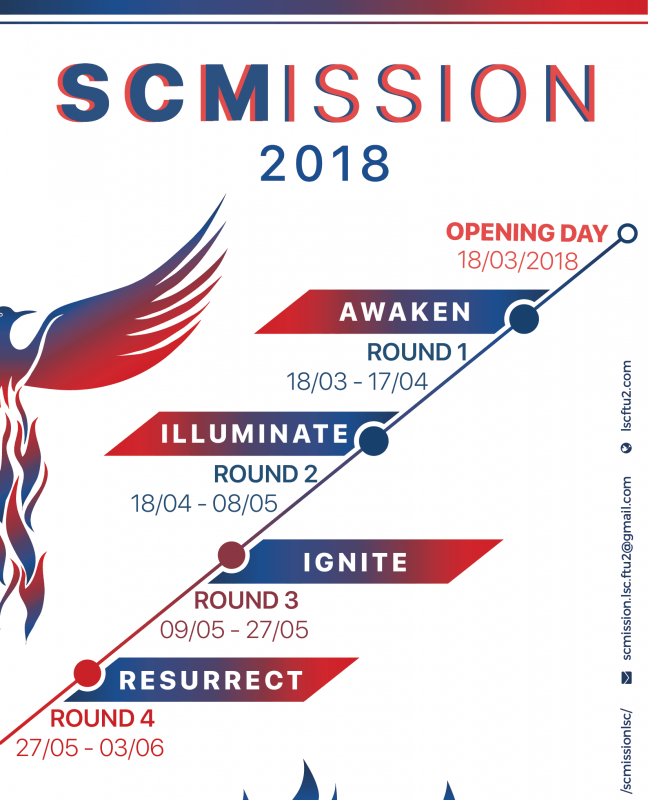 SCMISSION
2018
OPENING DAY
18/03/2018
AWAKEN
ROUND 1
18/03 - 17/04
ILLUMINATE
ROUND 2
18/04 - 08/05
IGNITE
ROUND 3
09/05 - 27/05
RESURRECT
ROUND 4
27/05 - 03/06
/scmissionlsc/
scmission.lsc.ftu2@gmail.com
lscftu2.com